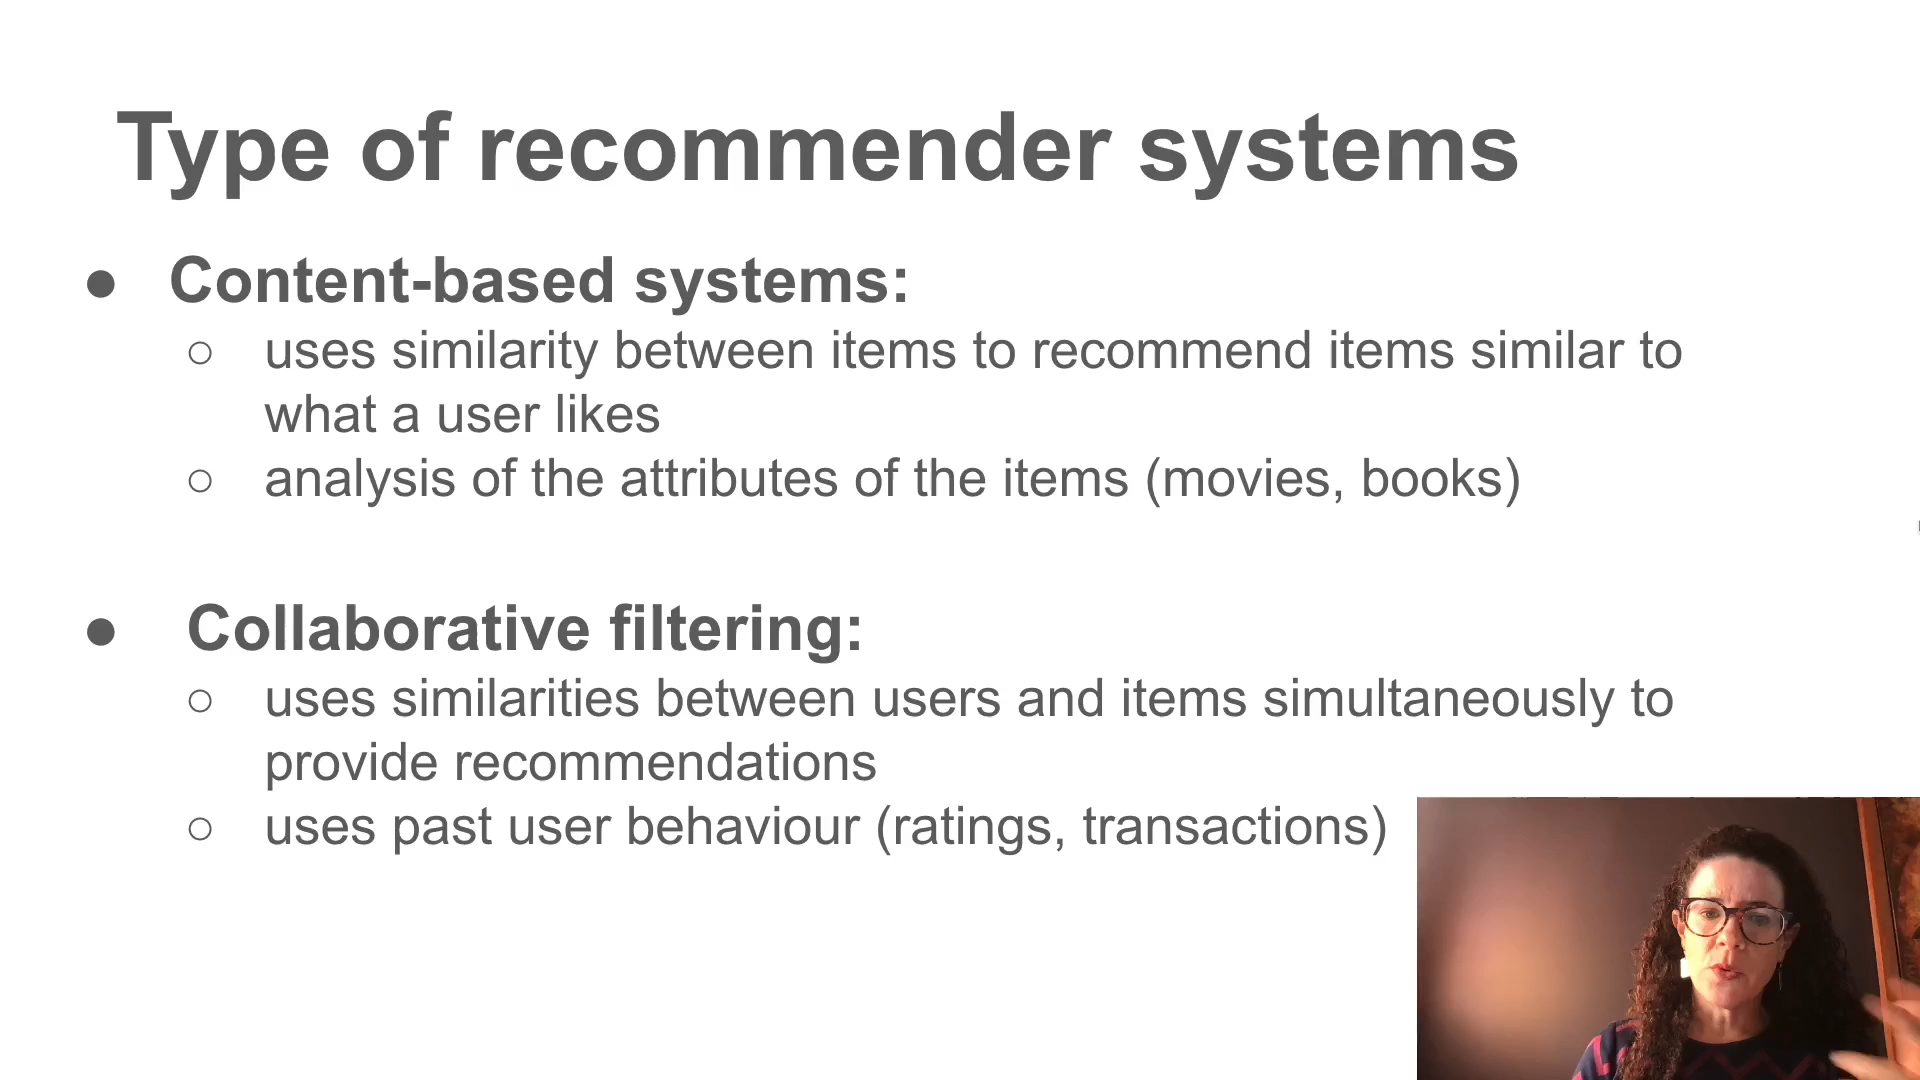 Type of recommender systems
● Content-based systems:
○ uses similarity between items to recommend items similar to
what a user likes
○ analysis of the attributes of the items (movies, books)
● Collaborative filtering:
○ uses similarities between users and items simultaneously to
provide recommendations
○ uses past user behaviour (ratings, transactions)